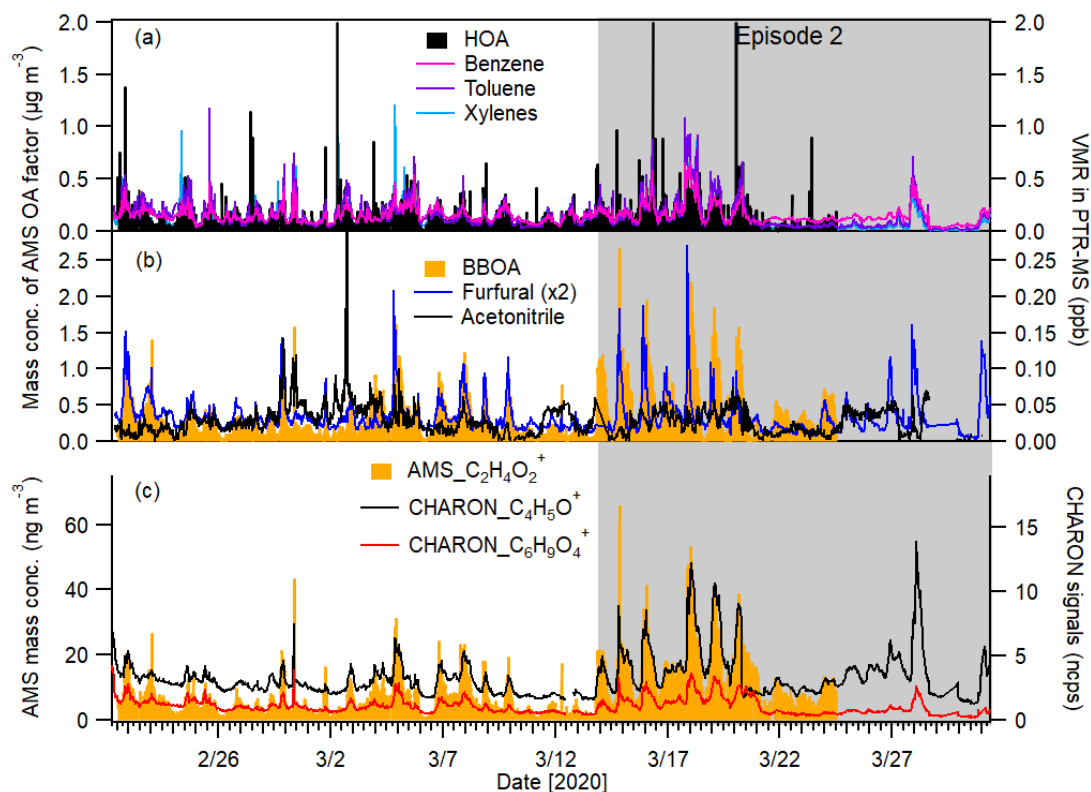 (a)
Episode 2
HOA
Benzene
Toluene
Xylenes
2.0
1.5
1.0
0.5
0.0
2.0
1.5
1.0
0.5
0.0
Mass conc. of AMS OA factor (µg m⁻³)
VMR in PTR-MS (ppb)
(b)
BBOA
Furfural (x2)
Acetonitrile
2.5
2.0
1.5
1.0
0.5
0.0
0.25
0.20
0.15
0.10
0.05
0.00
(c)
AMS_C₂H₄O₂⁺
CHARON_C₄H₅O⁺
CHARON_C₆H₉O₄⁺
60
40
20
0
15
10
5
0
AMS mass conc. (ng m⁻³)
CHARON signals (ncps)
2/26 3/2 3/7 3/12 3/17 3/22 3/27
Date [2020]